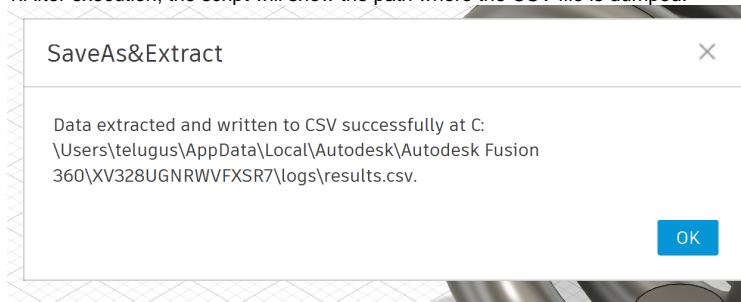 After execution, the script will show the path where the CSV file is dumped.
SaveAs&Extract
Data extracted and written to CSV successfully at C:
\Users\telugus\AppData\Local\Autodesk\Autodesk Fusion
360\XV328UGNRWVFXSR7\logs\results.csv.
OK